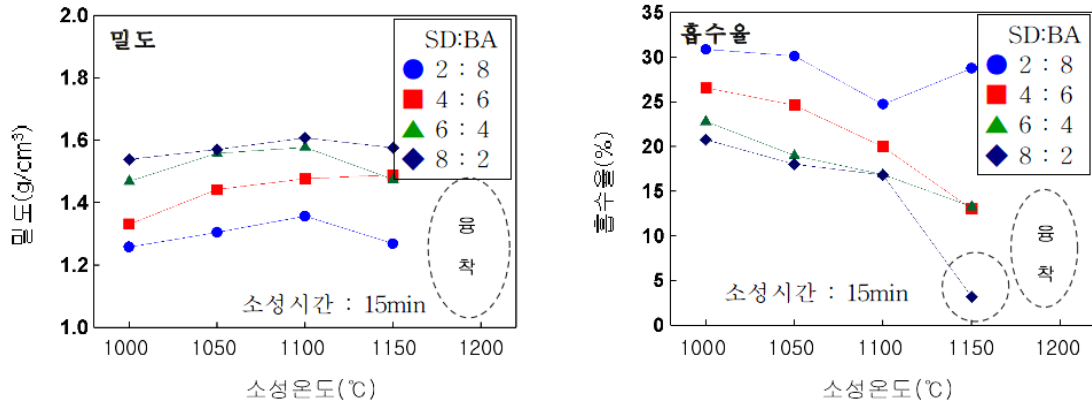 밀도
SD:BA
2 : 8
4 : 6
6 : 4
8 : 2
2.0
1.8
1.6
1.4
1.2
1.0
밀도(g/cm³)
융
착
소성시간 : 15min
1000 1050 1100 1150 1200
소성온도(℃)
흡수율
SD:BA
2 : 8
4 : 6
6 : 4
8 : 2
35
30
25
20
15
10
5
0
흡수율(%)
융
착
소성시간 : 15min
1000 1050 1100 1150 1200
소성온도(℃)